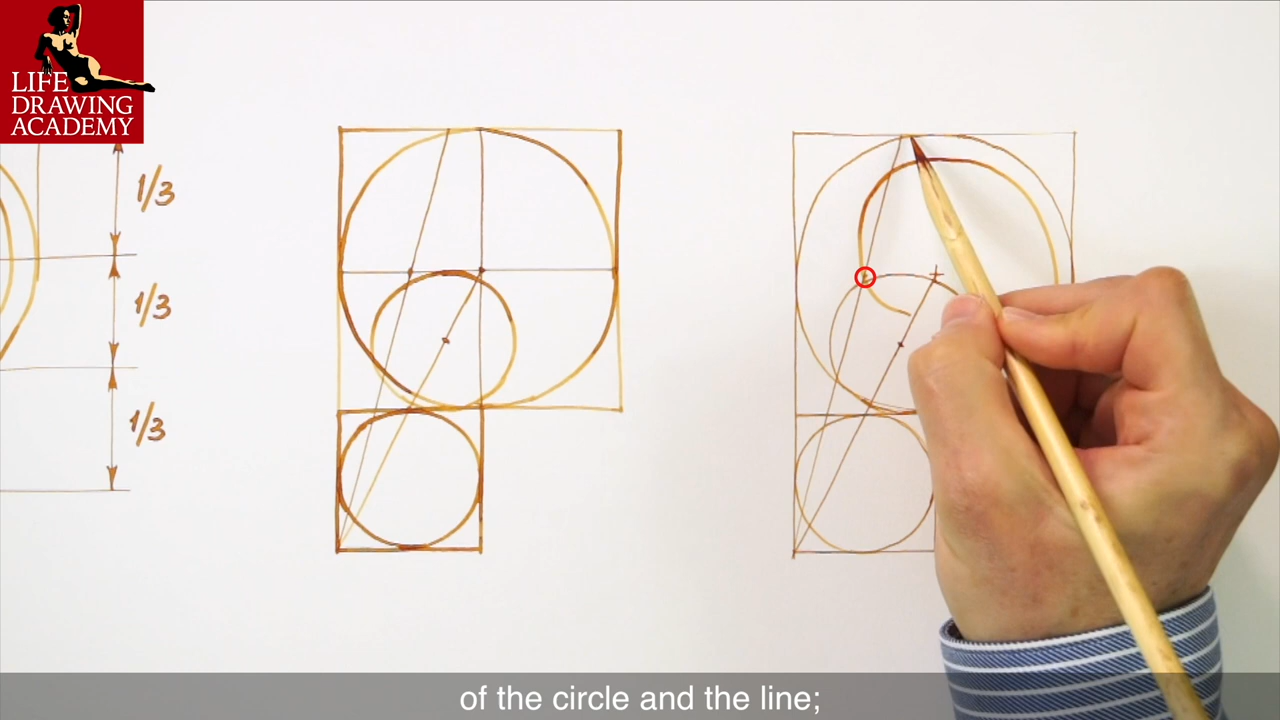 LIFE
DRAWING
ACADEMY
1/3
1/3
1/3
of the circle and the line;